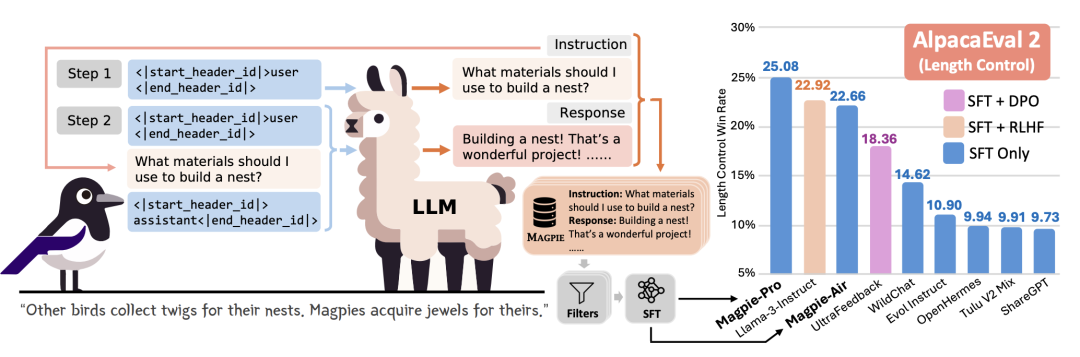 Step 1
<|start_header_id|>user
<|end_header_id|>
Step 2
<|start_header_id|>user
<|end_header_id|>
What materials should I
use to build a nest?
<|start_header_id|>
assistant<|end_header_id|>
LLM
Instruction
What materials should I
use to build a nest?
Response
Building a nest! That's a
wonderful project! ......
MAGPIE
Instruction: What materials
should I use to build a nest?
Response: Building a nest!
That's a wonderful project!
......
Filters
SFT
"Other birds collect twigs for their nests. Magpies acquire jewels for theirs."
AlpacaEval 2
(Length Control)
SFT + DPO
SFT + RLHF
SFT Only
Length Control Win Rate
30%
25%
20%
15%
10%
5%
25.08
22.92
22.66
18.36
14.62
10.90
9.94
9.91
9.73
Magpie-Pro
Llama-3-Instruct
Magpie-Air
UltraFeedback
WildChat
Evol Instruct
OpenHermes
Tulu V2 Mix
ShareGPT